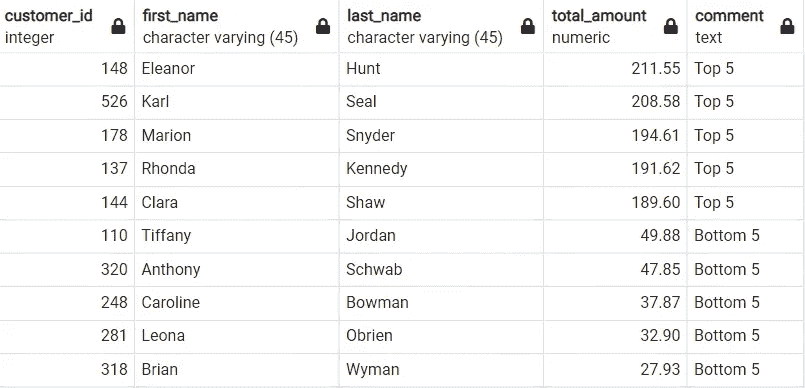 customer_id first_name last_name total_amount comment
integer character varying (45) character varying (45) numeric text
148 Eleanor Hunt 211.55 Top 5
526 Karl Seal 208.58 Top 5
178 Marion Snyder 194.61 Top 5
137 Rhonda Kennedy 191.62 Top 5
144 Clara Shaw 189.60 Top 5
110 Tiffany Jordan 49.88 Bottom 5
320 Anthony Schwab 47.85 Bottom 5
248 Caroline Bowman 37.87 Bottom 5
281 Leona Obrien 32.90 Bottom 5
318 Brian Wyman 27.93 Bottom 5